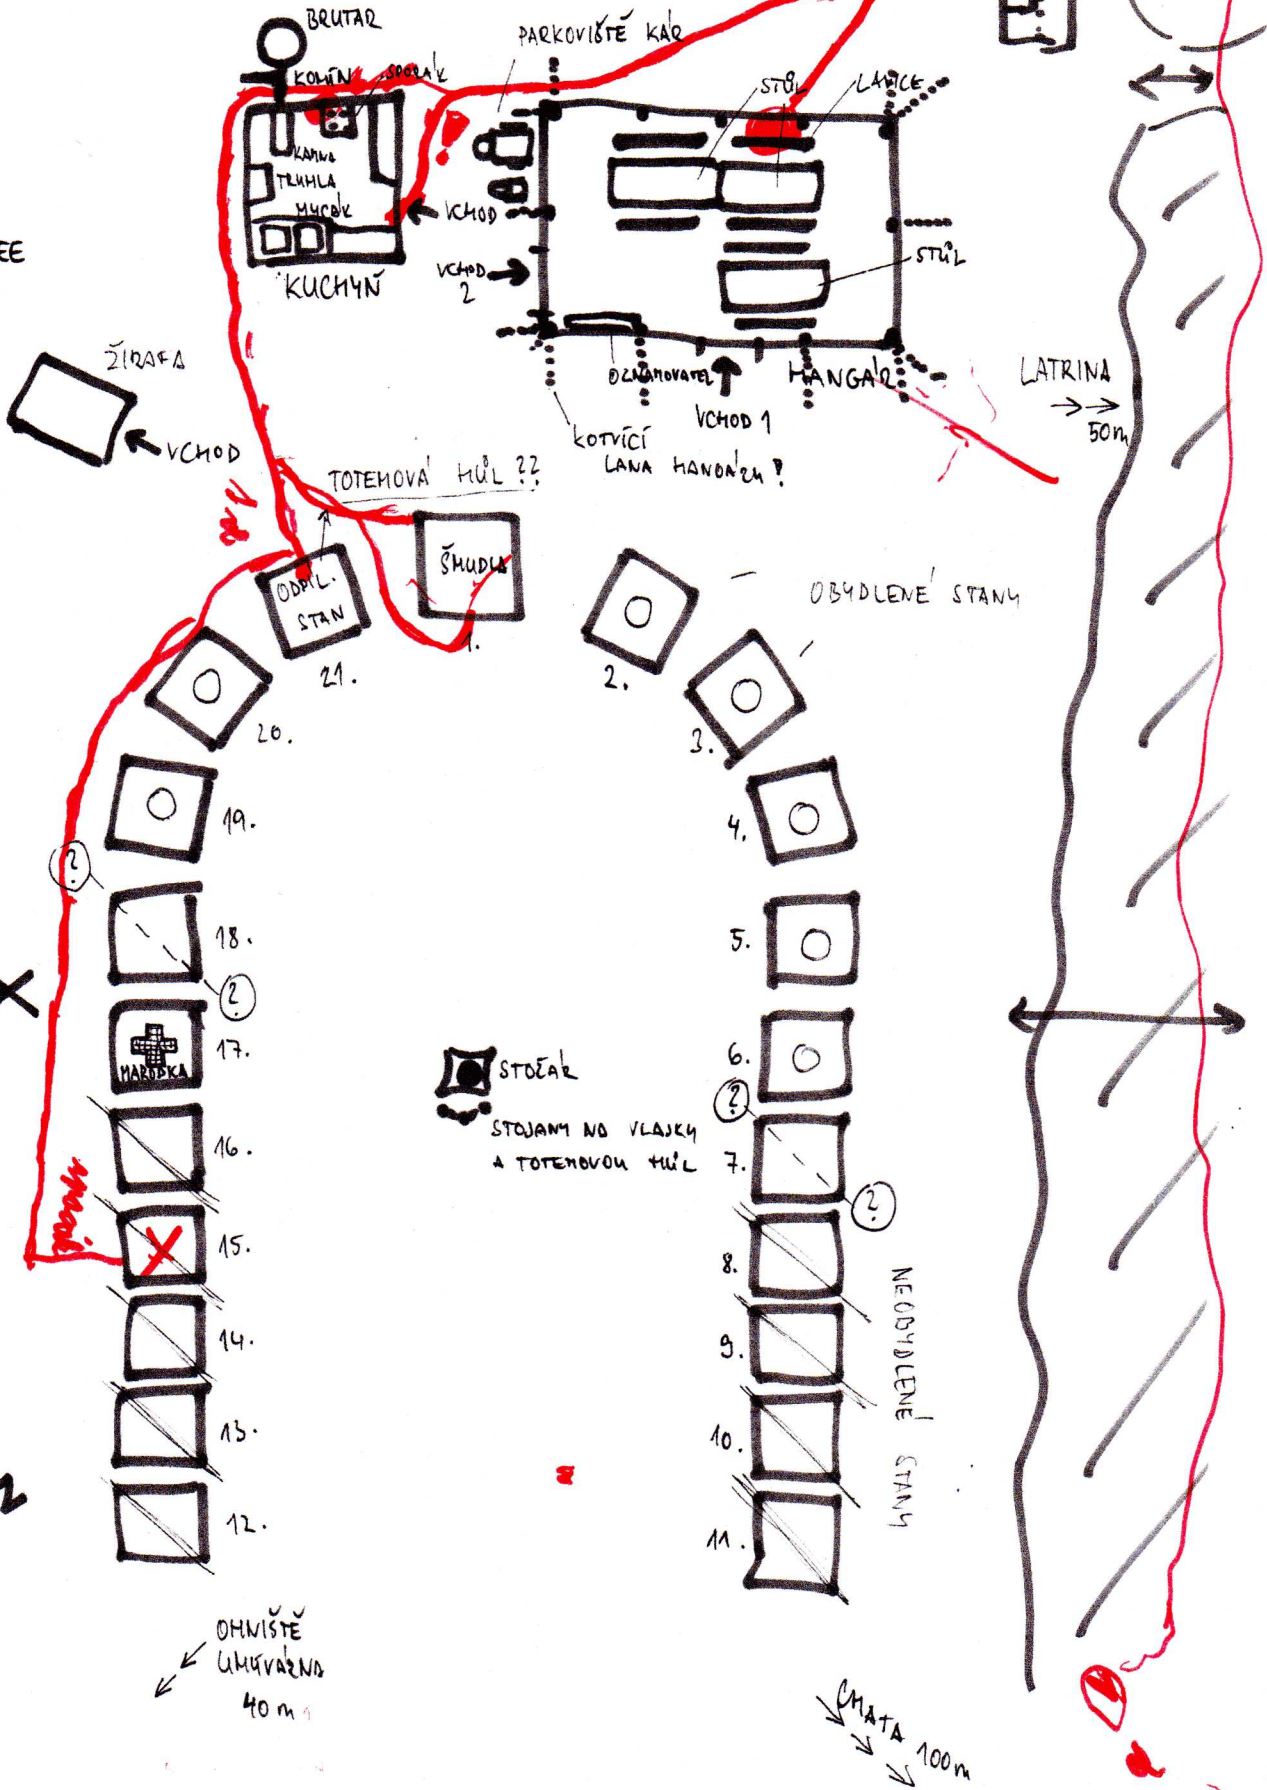 BRUTAR
PARKOVIŠTĚ KÁR
KOMÍN
SPORÁK
STŮL
LAVICE
KAMNA
TRUHLA
MYCÁK
VCHOD
EE
KUCHYŇ
VCHOD
2
STŮL
ŽIRAFA
VCHOD
OZNAMOVATEL
HANGÁR
VCHOD 1
LATRINA
50m
KOTVÍCÍ
LANA HANGÁRU !
TOTEMOVÁ HŮL ??
ŠMUDLA
1.
ODPOL.
STAN
21.
OBYDLENÉ STANY
2.
3.
20.
19.
4.
?
18.
?
5.
17.
MARODKA
6.
?
STOŽÁR
STOJANY NA VLAJKY
A TOTEMOVOU HŮL
7.
?
16.
X
15.
8.
NEOBYDLENÉ STANY
14.
9.
13.
10.
12.
11.
OHNIŠTĚ
UMÝVÁRNA
40 m
CHATA 100m